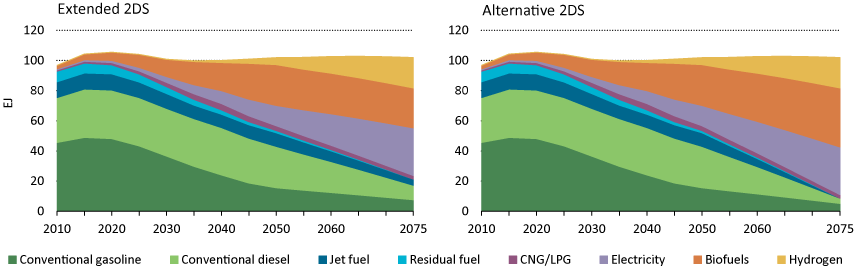 Extended 2DS
Alternative 2DS
EJ
120
100
80
60
40
20
0
2010 2020 2030 2040 2050 2060 2075
120
100
80
60
40
20
0
2010 2020 2030 2040 2050 2060 2075
Conventional gasoline Conventional diesel Jet fuel Residual fuel CNG/LPG Electricity Biofuels Hydrogen